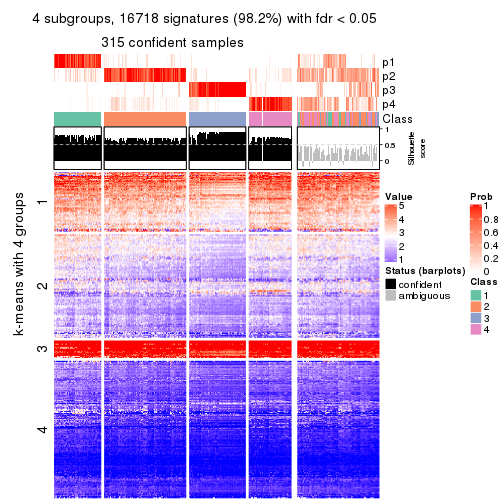 4 subgroups, 16718 signatures (98.2%) with fdr < 0.05
315 confident samples
p1
p2
p3
p4
Class
1
0.5
0
Silhouette
score
k-means with 4 groups
1
2
3
4
Value
5
4
3
2
1
Status (barplots)
confident
ambiguous
Prob
1
0.8
0.6
0.4
0.2
0
Class
1
2
3
4